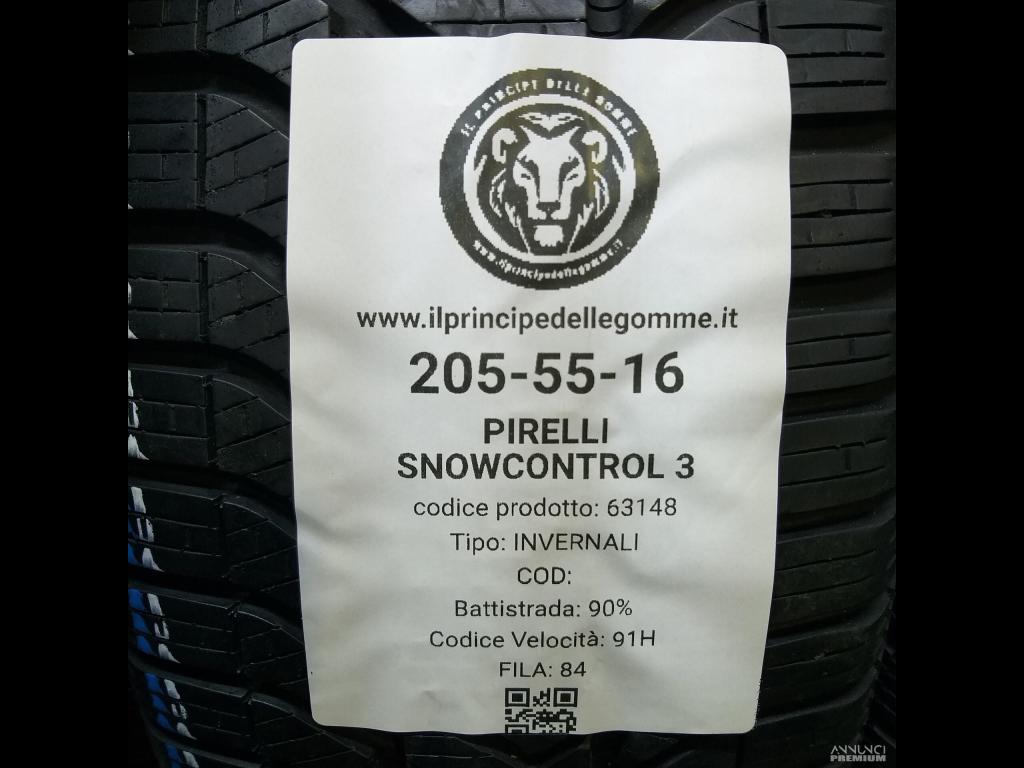 IL PRINCIPE DELLE GOMME
www.ilprincipedellegomme.it
www.ilprincipedellegomme.it
205-55-16
PIRELLI
SNOWCONTROL 3
codice prodotto: 63148
Tipo: INVERNALI
COD:
Battistrada: 90%
Codice Velocità: 91H
FILA: 84
ANNUNCI
PREMIUM